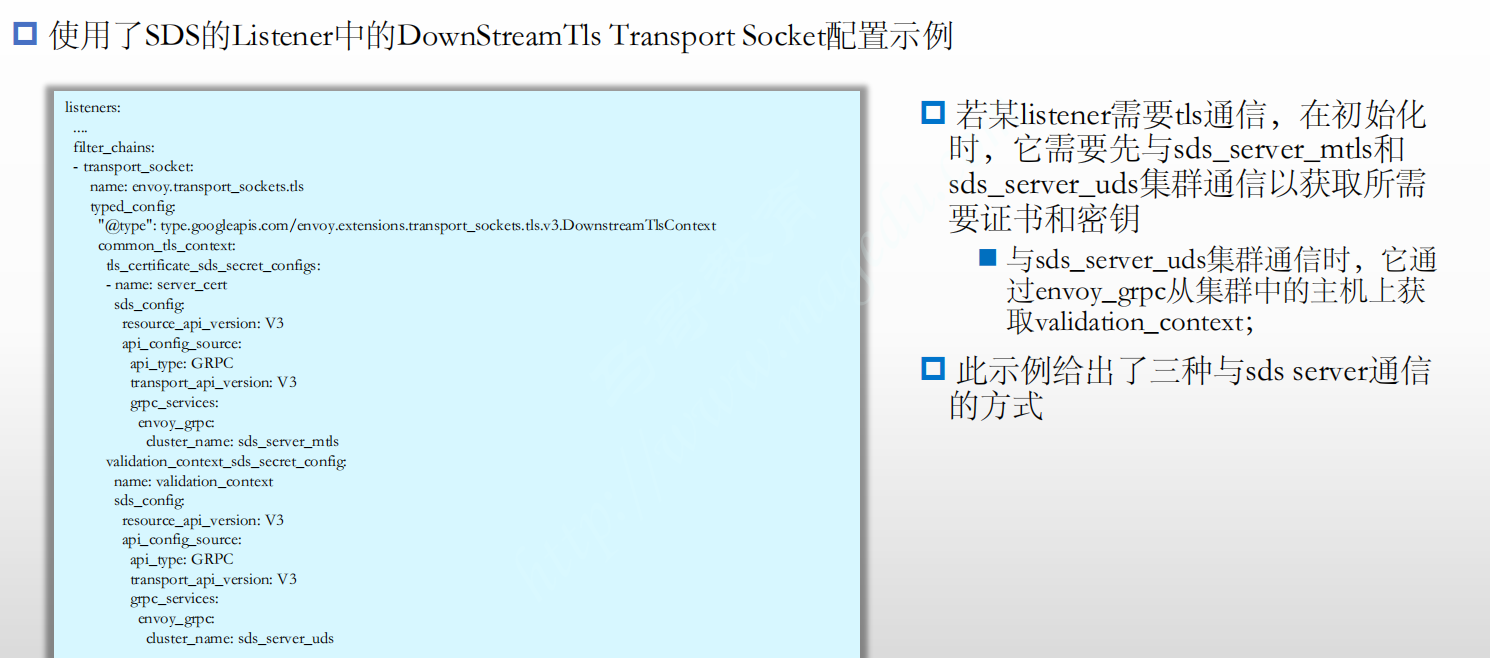 使用了SDS的Listener中的DownStreamTls Transport Socket配置示例
listeners:
....
filter_chains:
- transport_socket:
name: envoy.transport_sockets.tls
typed_config:
"@type": type.googleapis.com/envoy.extensions.transport_sockets.tls.v3.DownstreamTlsContext
common_tls_context:
tls_certificate_sds_secret_configs:
- name: server_cert
sds_config:
resource_api_version: V3
api_config_source:
api_type: GRPC
transport_api_version: V3
grpc_services:
envoy_grpc:
cluster_name: sds_server_mtls
validation_context_sds_secret_config:
name: validation_context
sds_config:
resource_api_version: V3
api_config_source:
api_type: GRPC
transport_api_version: V3
grpc_services:
envoy_grpc:
cluster_name: sds_server_uds
若某listener需要tls通信，在初始化
时，它需要先与sds_server_mtls和
sds_server_uds集群通信以获取所需
要证书和密钥
与sds_server_uds集群通信时，它通
过envoy_grpc从集群中的主机上获
取validation_context；
此示例给出了三种与sds server通信
的方式